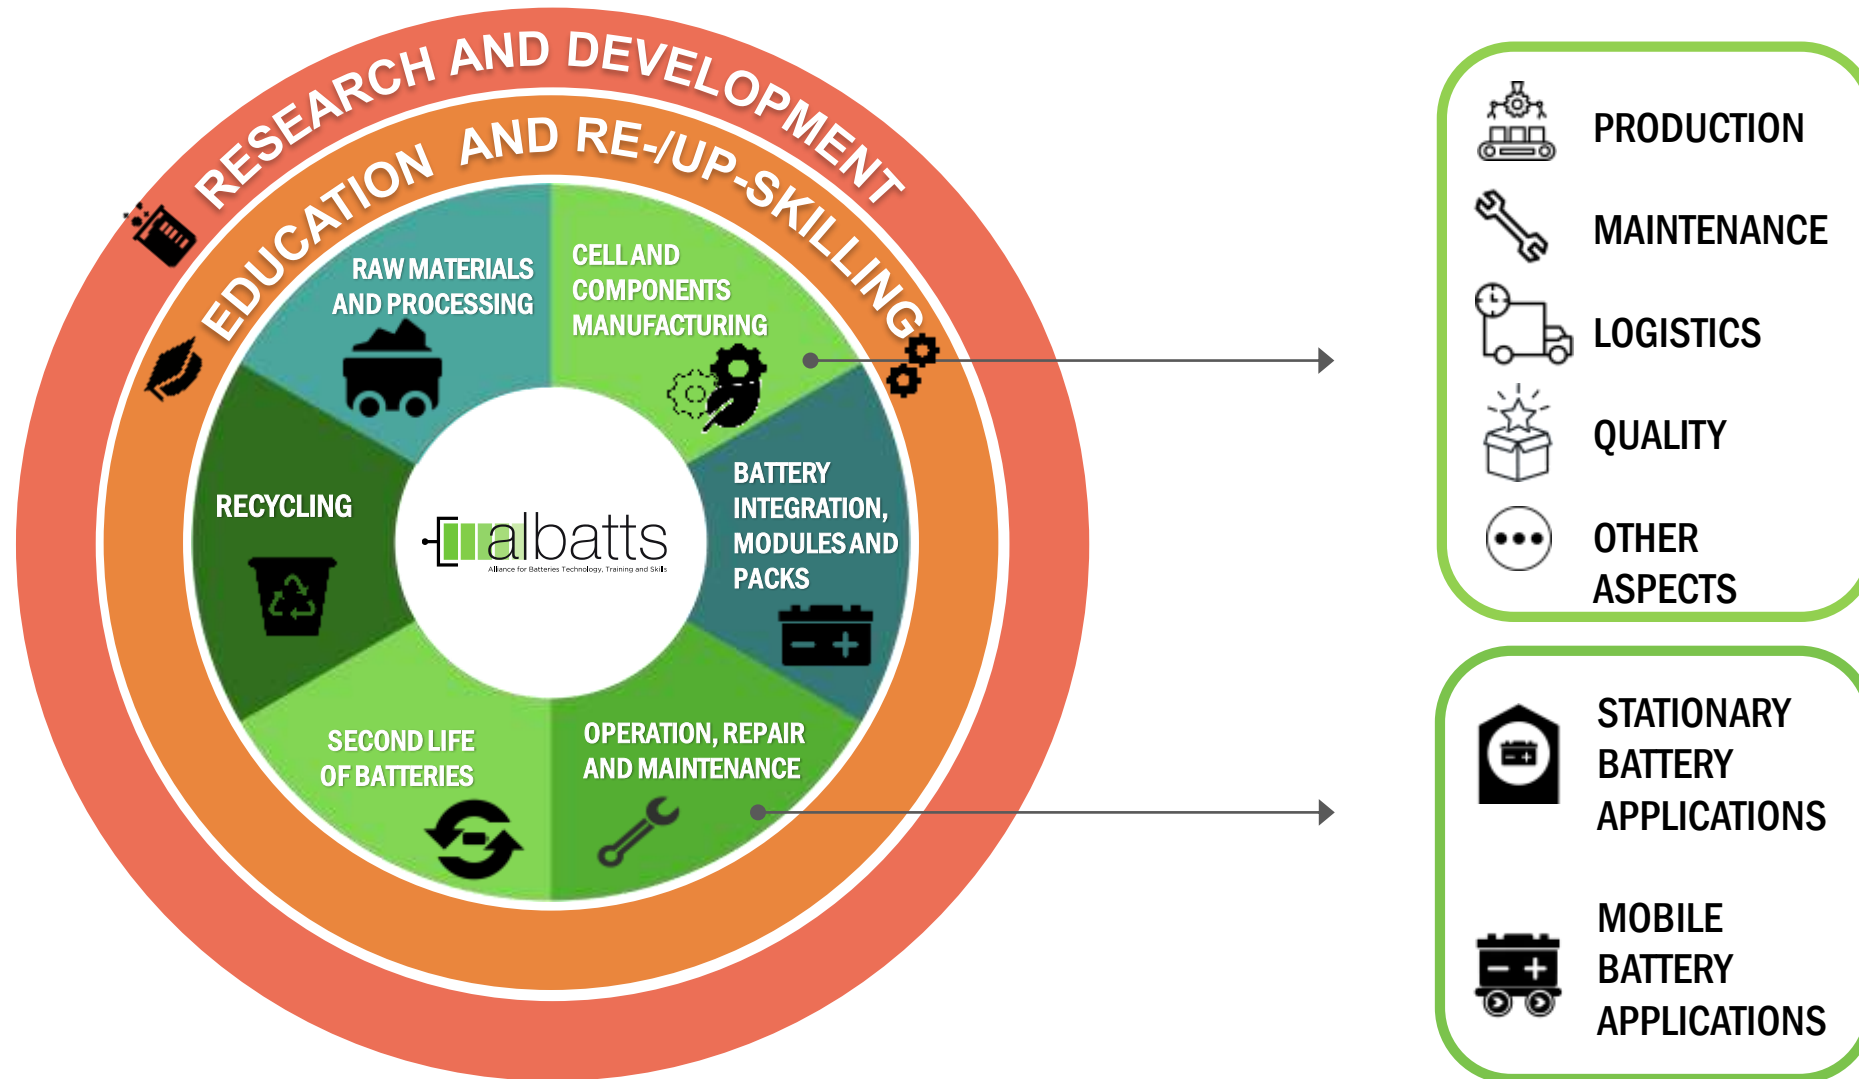 RESEARCH AND DEVELOPMENT
EDUCATION AND RE-/UP-SKILLING
RAW MATERIALS
AND PROCESSING
CELL AND
COMPONENTS
MANUFACTURING
BATTERY
INTEGRATION,
MODULES AND
PACKS
OPERATION, REPAIR
AND MAINTENANCE
SECOND LIFE
OF BATTERIES
RECYCLING
albatts
Alliance for Batteries Technology, Training and Skills
PRODUCTION
MAINTENANCE
LOGISTICS
QUALITY
OTHER
ASPECTS
STATIONARY
BATTERY
APPLICATIONS
MOBILE
BATTERY
APPLICATIONS